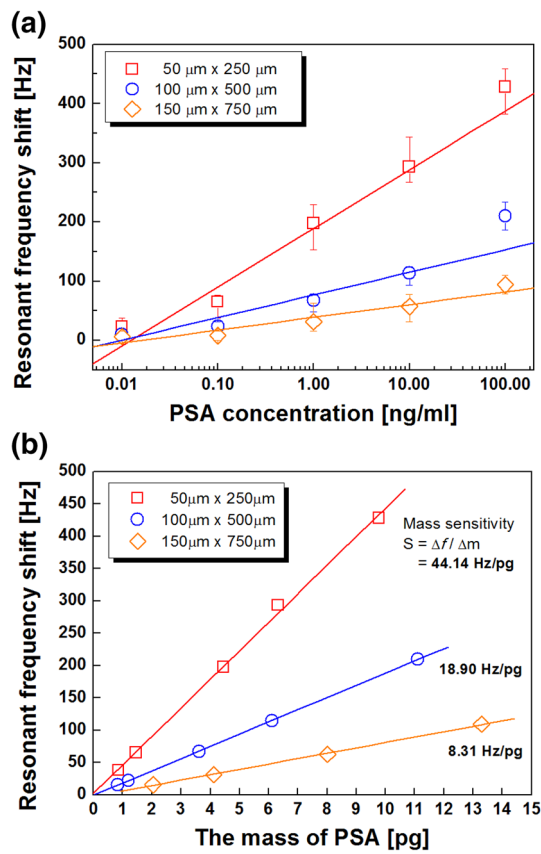 (a)
500
400
300
200
100
0
Resonant frequency shift [Hz]
50 μm x 250 μm
100 μm x 500 μm
150 μm x 750 μm
0.01 0.10 1.00 10.00 100.00
PSA concentration [ng/ml]
(b)
500
450
400
350
300
250
200
150
100
50
0
Resonant frequency shift [Hz]
50μm x 250μm
100μm x 500μm
150μm x 750μm
Mass sensitivity
S = Δf / Δm
= 44.14 Hz/pg
18.90 Hz/pg
8.31 Hz/pg
0 1 2 3 4 5 6 7 8 9 10 11 12 13 14 15
The mass of PSA [pg]